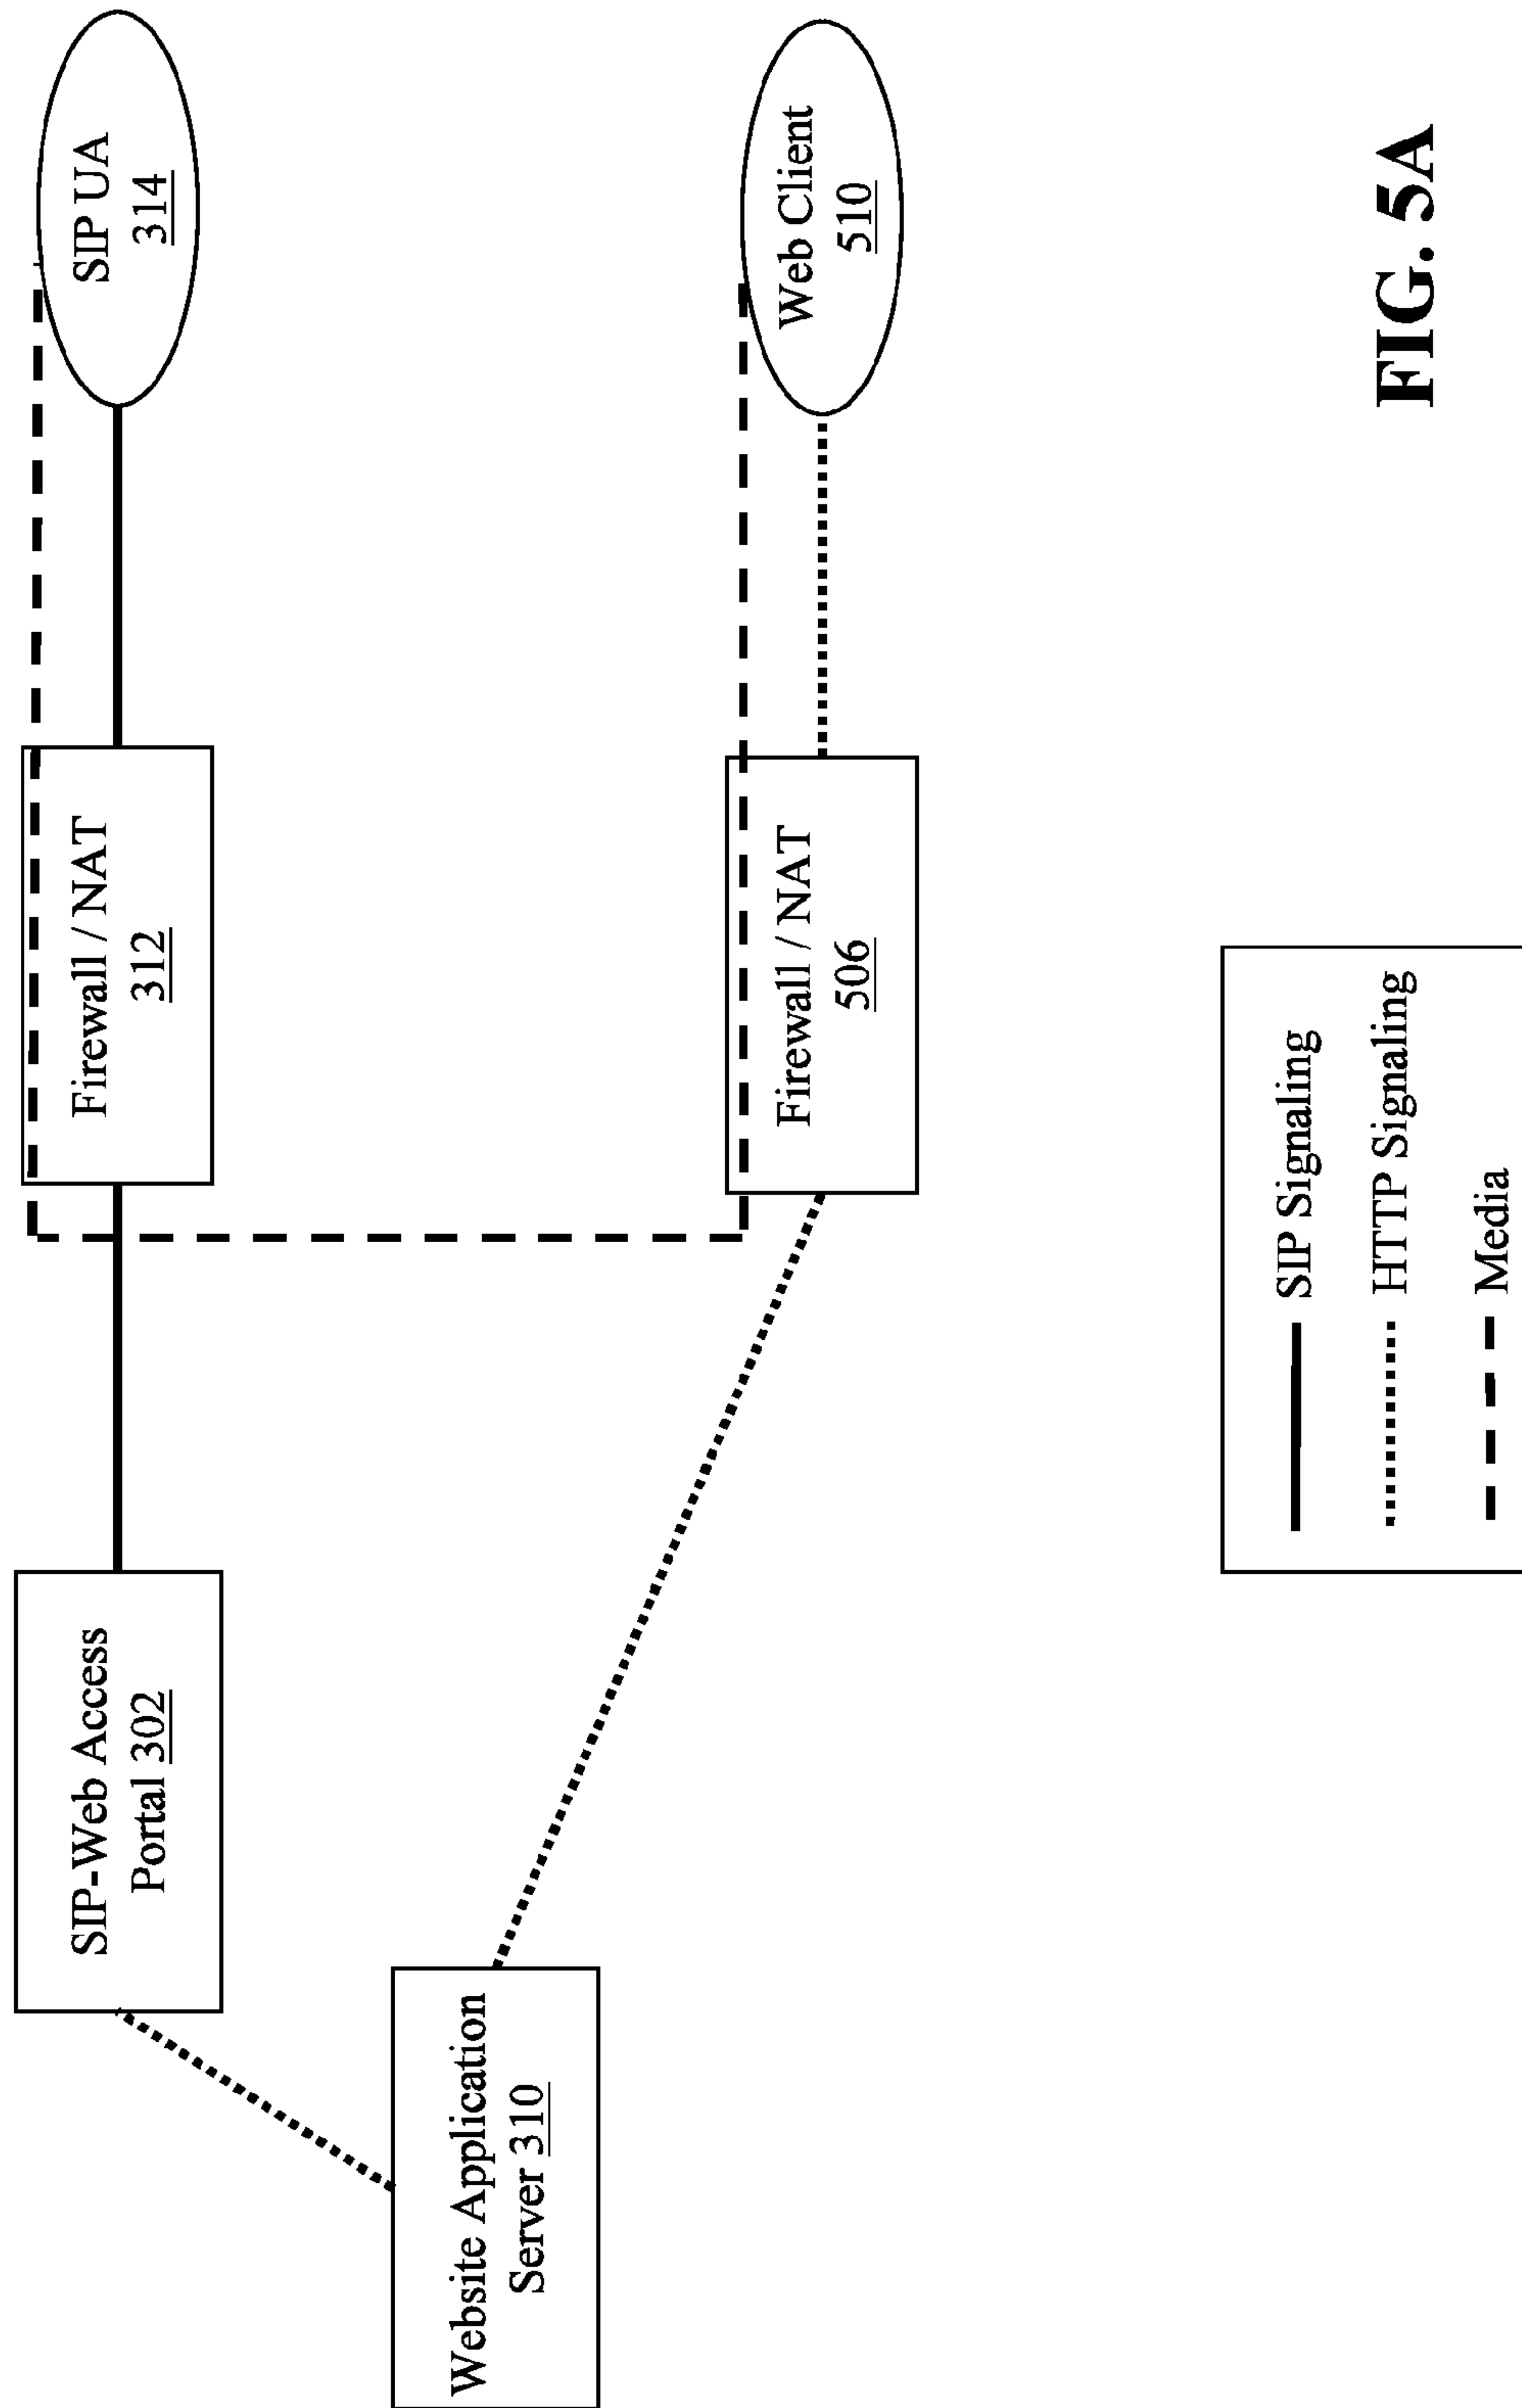 SIP-Web Access
Portal 302
Firewall / NAT
312
SIP UA
314
Website Application
Server 310
Firewall / NAT
506
Web Client
510
SIP Signaling
HTTP Signaling
Media
FIG. 5A